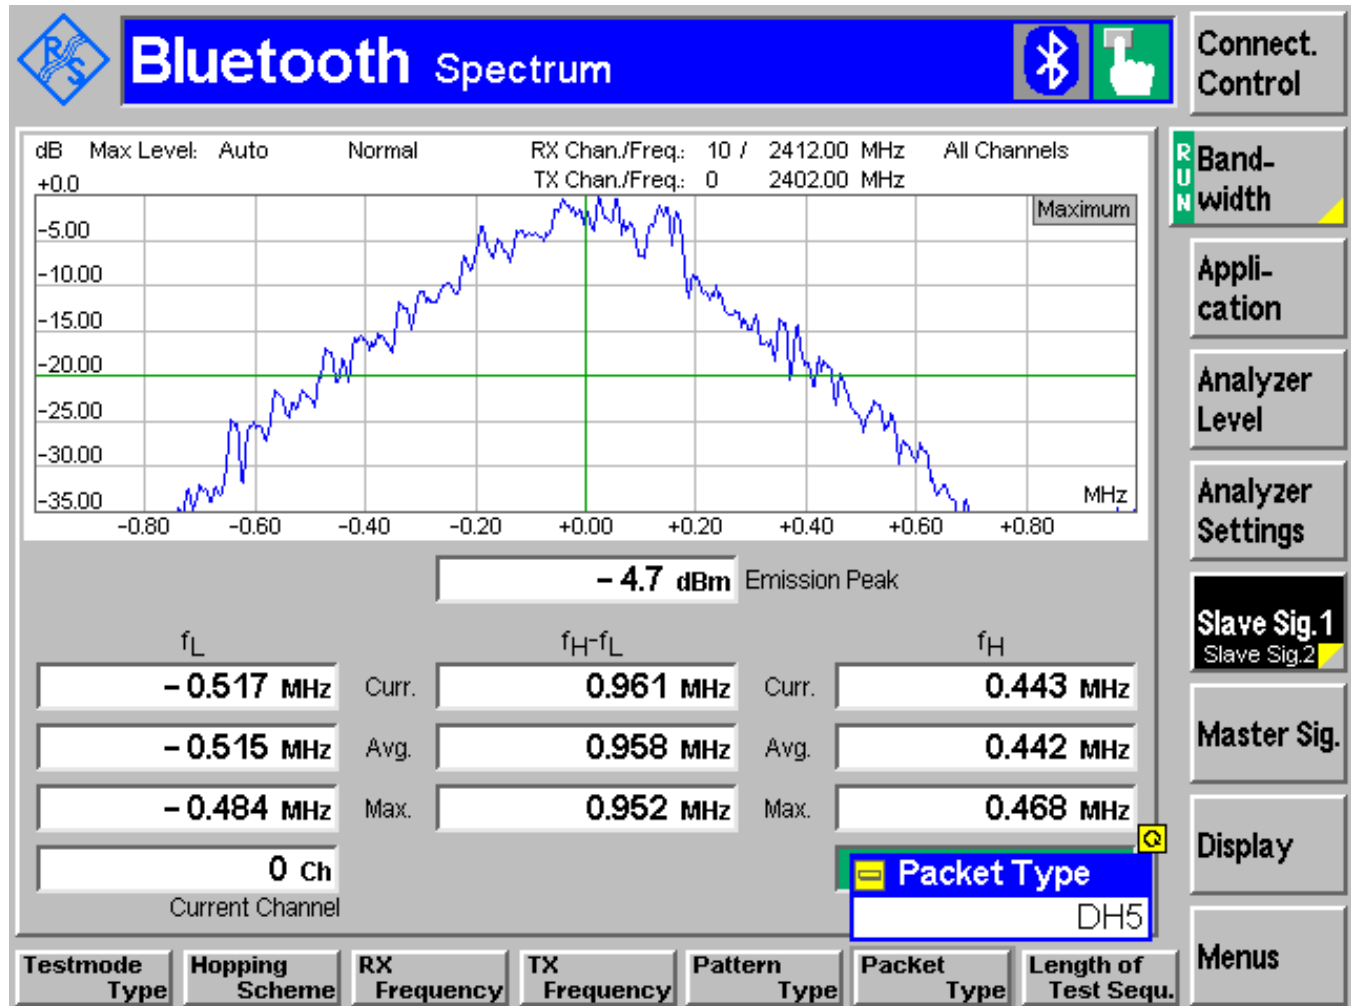 R S
Bluetooth Spectrum
Connect.
Control
dB Max Level: Auto Normal RX Chan./Freq.: 10 / 2412.00 MHz All Channels
+0.0 TX Chan./Freq.: 0 2402.00 MHz
Maximum
-5.00
-10.00
-15.00
-20.00
-25.00
-30.00
-35.00
MHz
-0.80 -0.60 -0.40 -0.20 +0.00 +0.20 +0.40 +0.60 +0.80
RUN
Band-
width
Appli-
cation
Analyzer
Level
Analyzer
Settings
Slave Sig.1
Slave Sig.2
Master Sig.
Display
Menus
- 4.7 dBm Emission Peak
fL fH-fL fH
- 0.517 MHz Curr. 0.961 MHz Curr. 0.443 MHz
- 0.515 MHz Avg. 0.958 MHz Avg. 0.442 MHz
- 0.484 MHz Max. 0.952 MHz Max. 0.468 MHz
0 Ch
Current Channel
Packet Type
DH5
Testmode
Type
Hopping
Scheme
RX
Frequency
TX
Frequency
Pattern
Type
Packet
Type
Length of
Test Sequ.